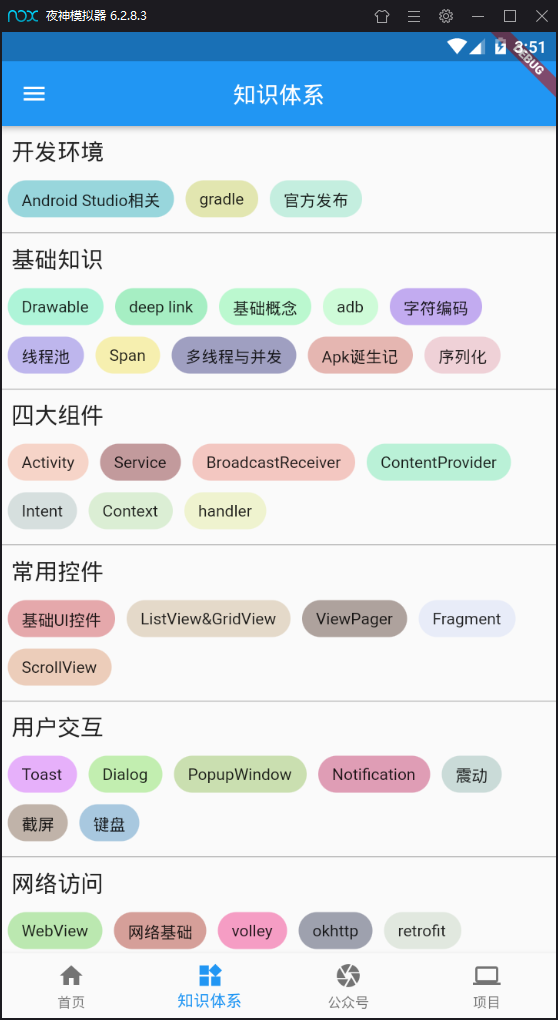 nox 夜神模拟器 6.2.8.3
3:51
DEBUG
知识体系
开发环境
Android Studio相关 gradle 官方发布
基础知识
Drawable deep link 基础概念 adb 字符编码
线程池 Span 多线程与并发 Apk诞生记 序列化
四大组件
Activity Service BroadcastReceiver ContentProvider
Intent Context handler
常用控件
基础UI控件 ListView&GridView ViewPager Fragment
ScrollView
用户交互
Toast Dialog PopupWindow Notification 震动
截屏 键盘
网络访问
WebView 网络基础 volley okhttp retrofit
首页 知识体系 公众号 项目